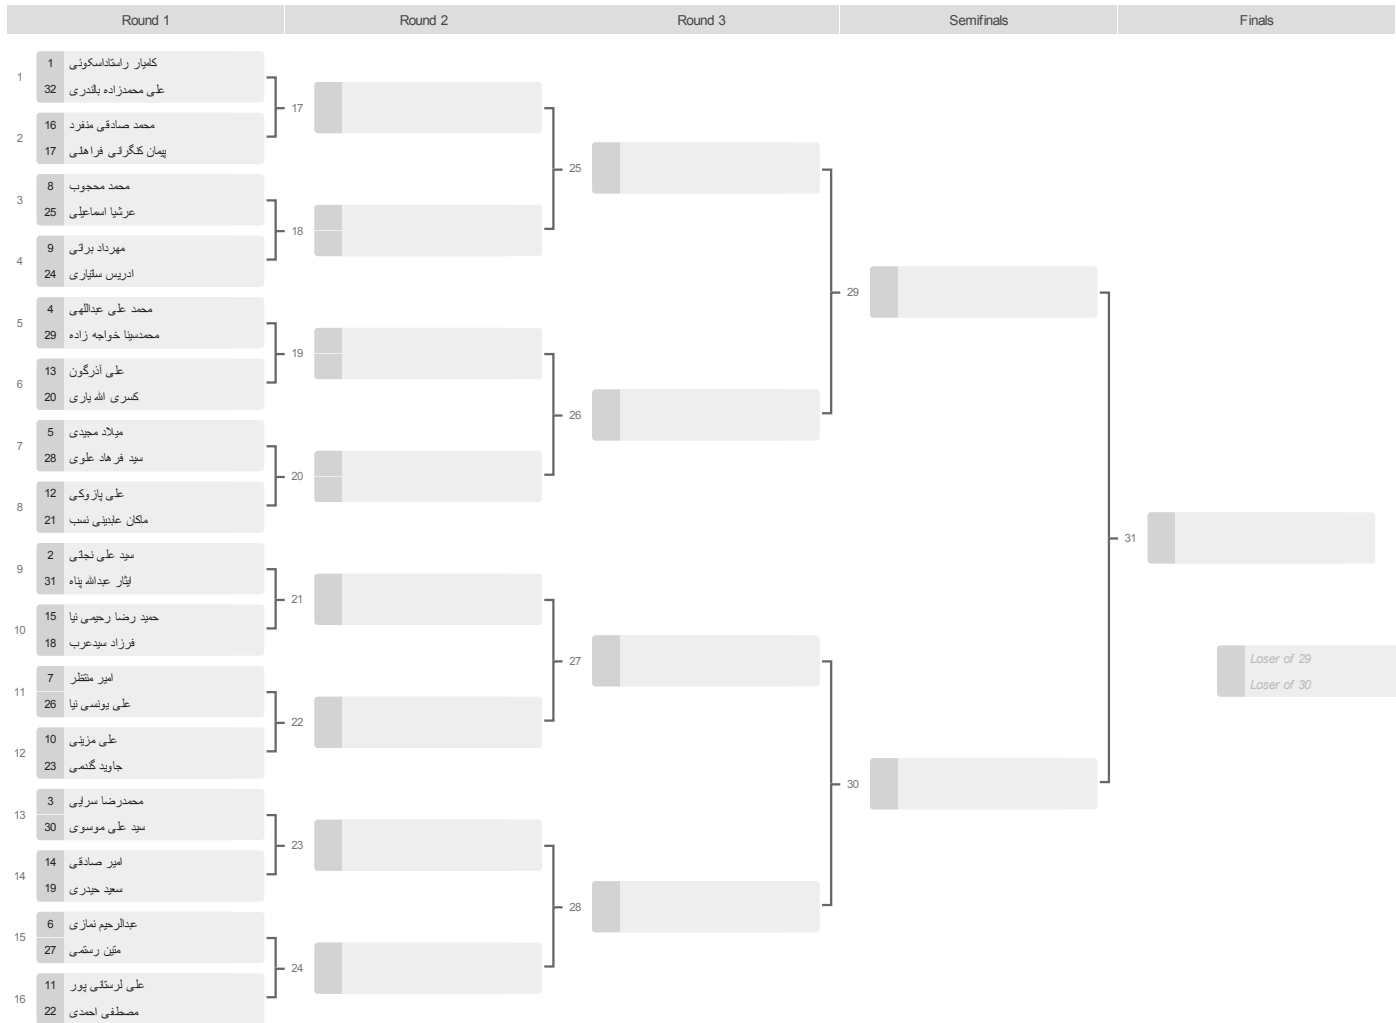 Round 1
Round 2
Round 3
Semifinals
Finals
1
1 کامیار راستاداسکوئی
32 علی محمدزاده بالندری
2
16 محمد صادقی منفرد
17 پیمان کنگرانی فراهانی
3
8 محمد محجوب
25 عرشیا اسماعیلی
4
9 مهرداد براتی
24 ادریس سلیاری
5
4 محمد علی عبداللهی
29 محمدسینا خواجه زاده
6
13 علی آذرگون
20 کسری الله یاری
7
5 میلاد مجیدی
28 سید فرهاد علوی
8
12 علی پازوکی
21 ماکان عابدینی نسب
9
2 سید علی نجاتی
31 ایثار عبدالله پناه
10
15 حمید رضا رحیمی نیا
18 فرزاد سیدعرب
11
7 امیر منتظر
26 علی یونسی نیا
12
10 علی مزینی
23 جاوید گندمی
13
3 محمدرضا سرایی
30 سید علی موسوی
14
14 امیر صادقی
19 سعید حیدری
15
6 عبدالرحیم نمازی
27 متین رستمی
16
11 علی لرستانی پور
22 مصطفی احمدی
17
18
19
20
21
22
23
24
25
26
27
28
29
30
31
Loser of 29
Loser of 30